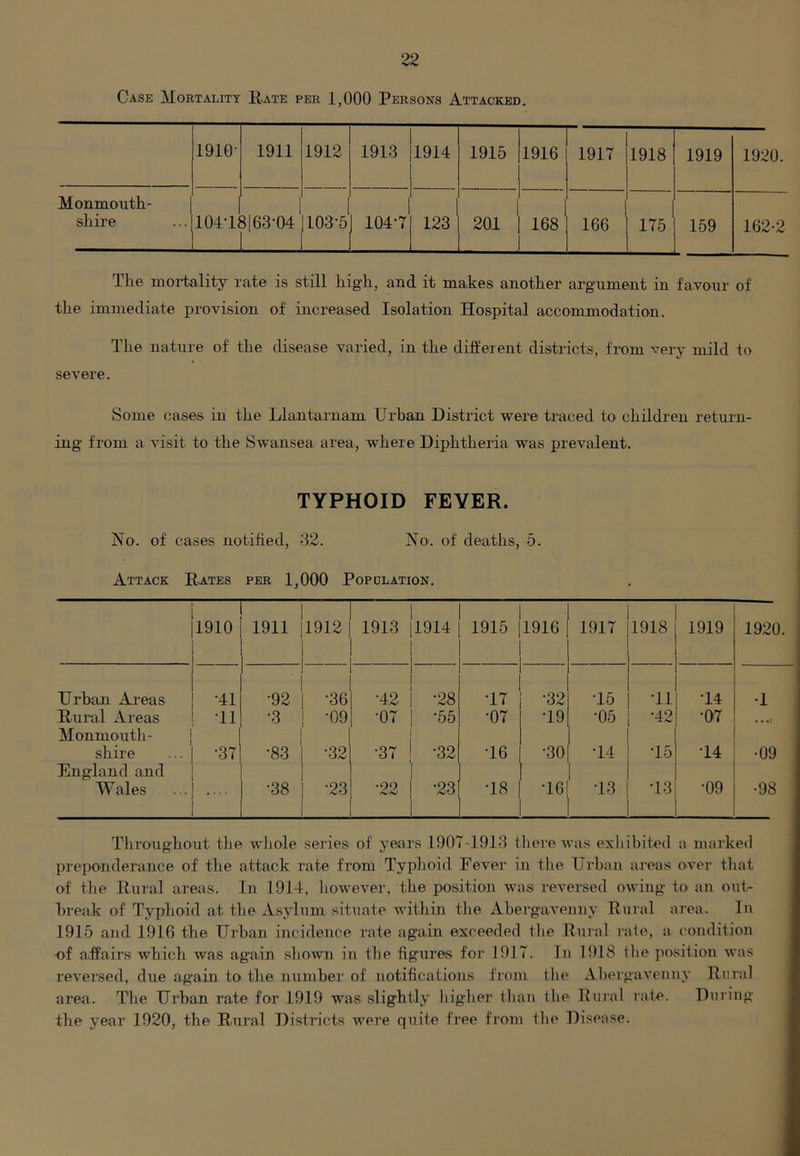 22
Case Mortality Rate per 1,000 Persons Attacked.
1910· 1911 1912 1913 1914 1915 1916 1917 1918 1919 1920.
Monmouth-
shire ... 104·18 63·04 103·5 104·7 123 201 168 166 175 159 162·2
The mortality rate is still high, and it makes another argument in favour of
the immediate provision of increased Isolation Hospital accommodation.
The nature of the disease varied, in the different districts, from very mild to
severe.
Some cases in the Llantarnam Urban District were traced to children return-
ing from a visit to the Swansea area, where Diphtheria was prevalent.
TYPHOID FEVER.
No. of cases notified, 32. No. of deaths, 5.
Attack Rates per 1,000 Population.
1910 1911 1912 1913 1914 1915 1916 1917 1918 1919 1920.
Urban Areas ·41 ·92 ·36 ·42 ·28 ·17 ·32 ·15 ·11 ·14 ·1
Rural Areas ·11 ·3 ·09 ·07 ·55 ·07 ·19 ·05 ·42 ·07 ...
Monmouth-
shire ... ·37 ·83 ·32 ·37 ·32 ·16 ·30 ·14 ·15 ·14 ·09
England and
Wales ... .... ·38 ·23 ·22 ·23 ·18 ·16 ·13 ·13 ·09 ·98
Throughout the whole series of years 1907-1913 there was exhibited a marked
preponderance of the attack rate from Typhoid Fever in the Urban areas over that
of the Rural areas. In 1914, however, the position was reversed owing to an out-
break of Typhoid at the Asylum situate within the Abergavenny Rural area. In
1915 and 1916 the Urban incidence rate again exceeded the Rural rate, a condition
of affairs which was again shown in the figures for 1917. In 1918 the position was
reversed, due again to the number of notifications from the Abergavenny Rural
area. The Urban rate for 1919 was slightly higher than the Rural rate. During
the year 1920, the Rural Districts were quite free from the Disease.